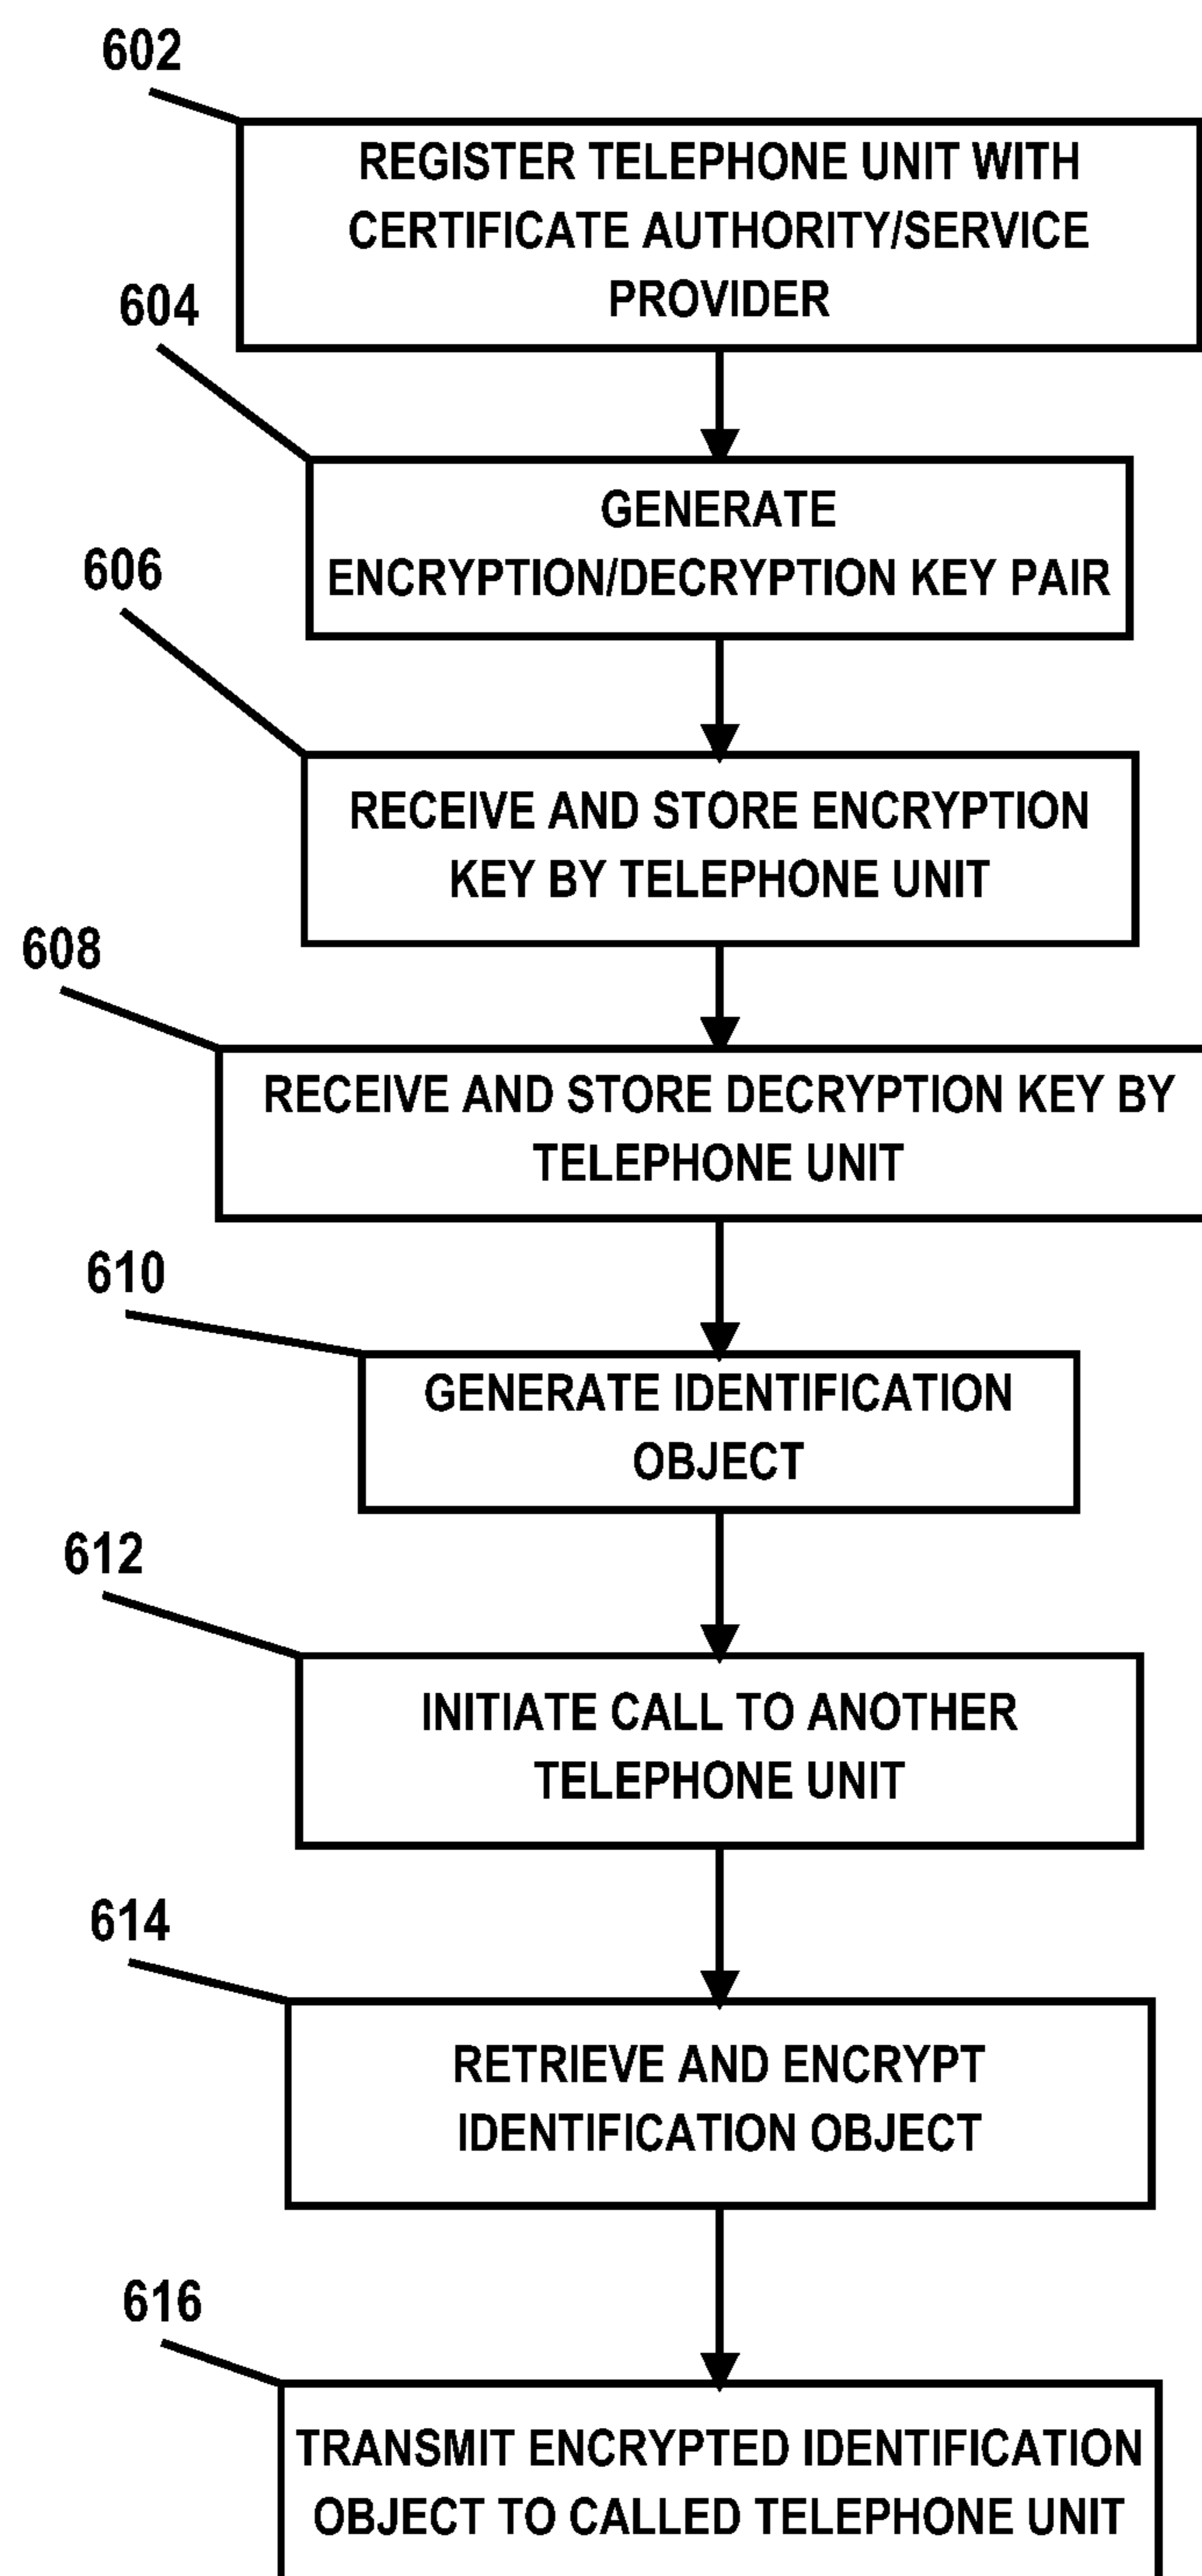 602
REGISTER TELEPHONE UNIT WITH
CERTIFICATE AUTHORITY/SERVICE
PROVIDER
604
GENERATE
ENCRYPTION/DECRYPTION KEY PAIR
606
RECEIVE AND STORE ENCRYPTION
KEY BY TELEPHONE UNIT
608
RECEIVE AND STORE DECRYPTION KEY BY
TELEPHONE UNIT
610
GENERATE IDENTIFICATION
OBJECT
612
INITIATE CALL TO ANOTHER
TELEPHONE UNIT
614
RETRIEVE AND ENCRYPT
IDENTIFICATION OBJECT
616
TRANSMIT ENCRYPTED IDENTIFICATION
OBJECT TO CALLED TELEPHONE UNIT